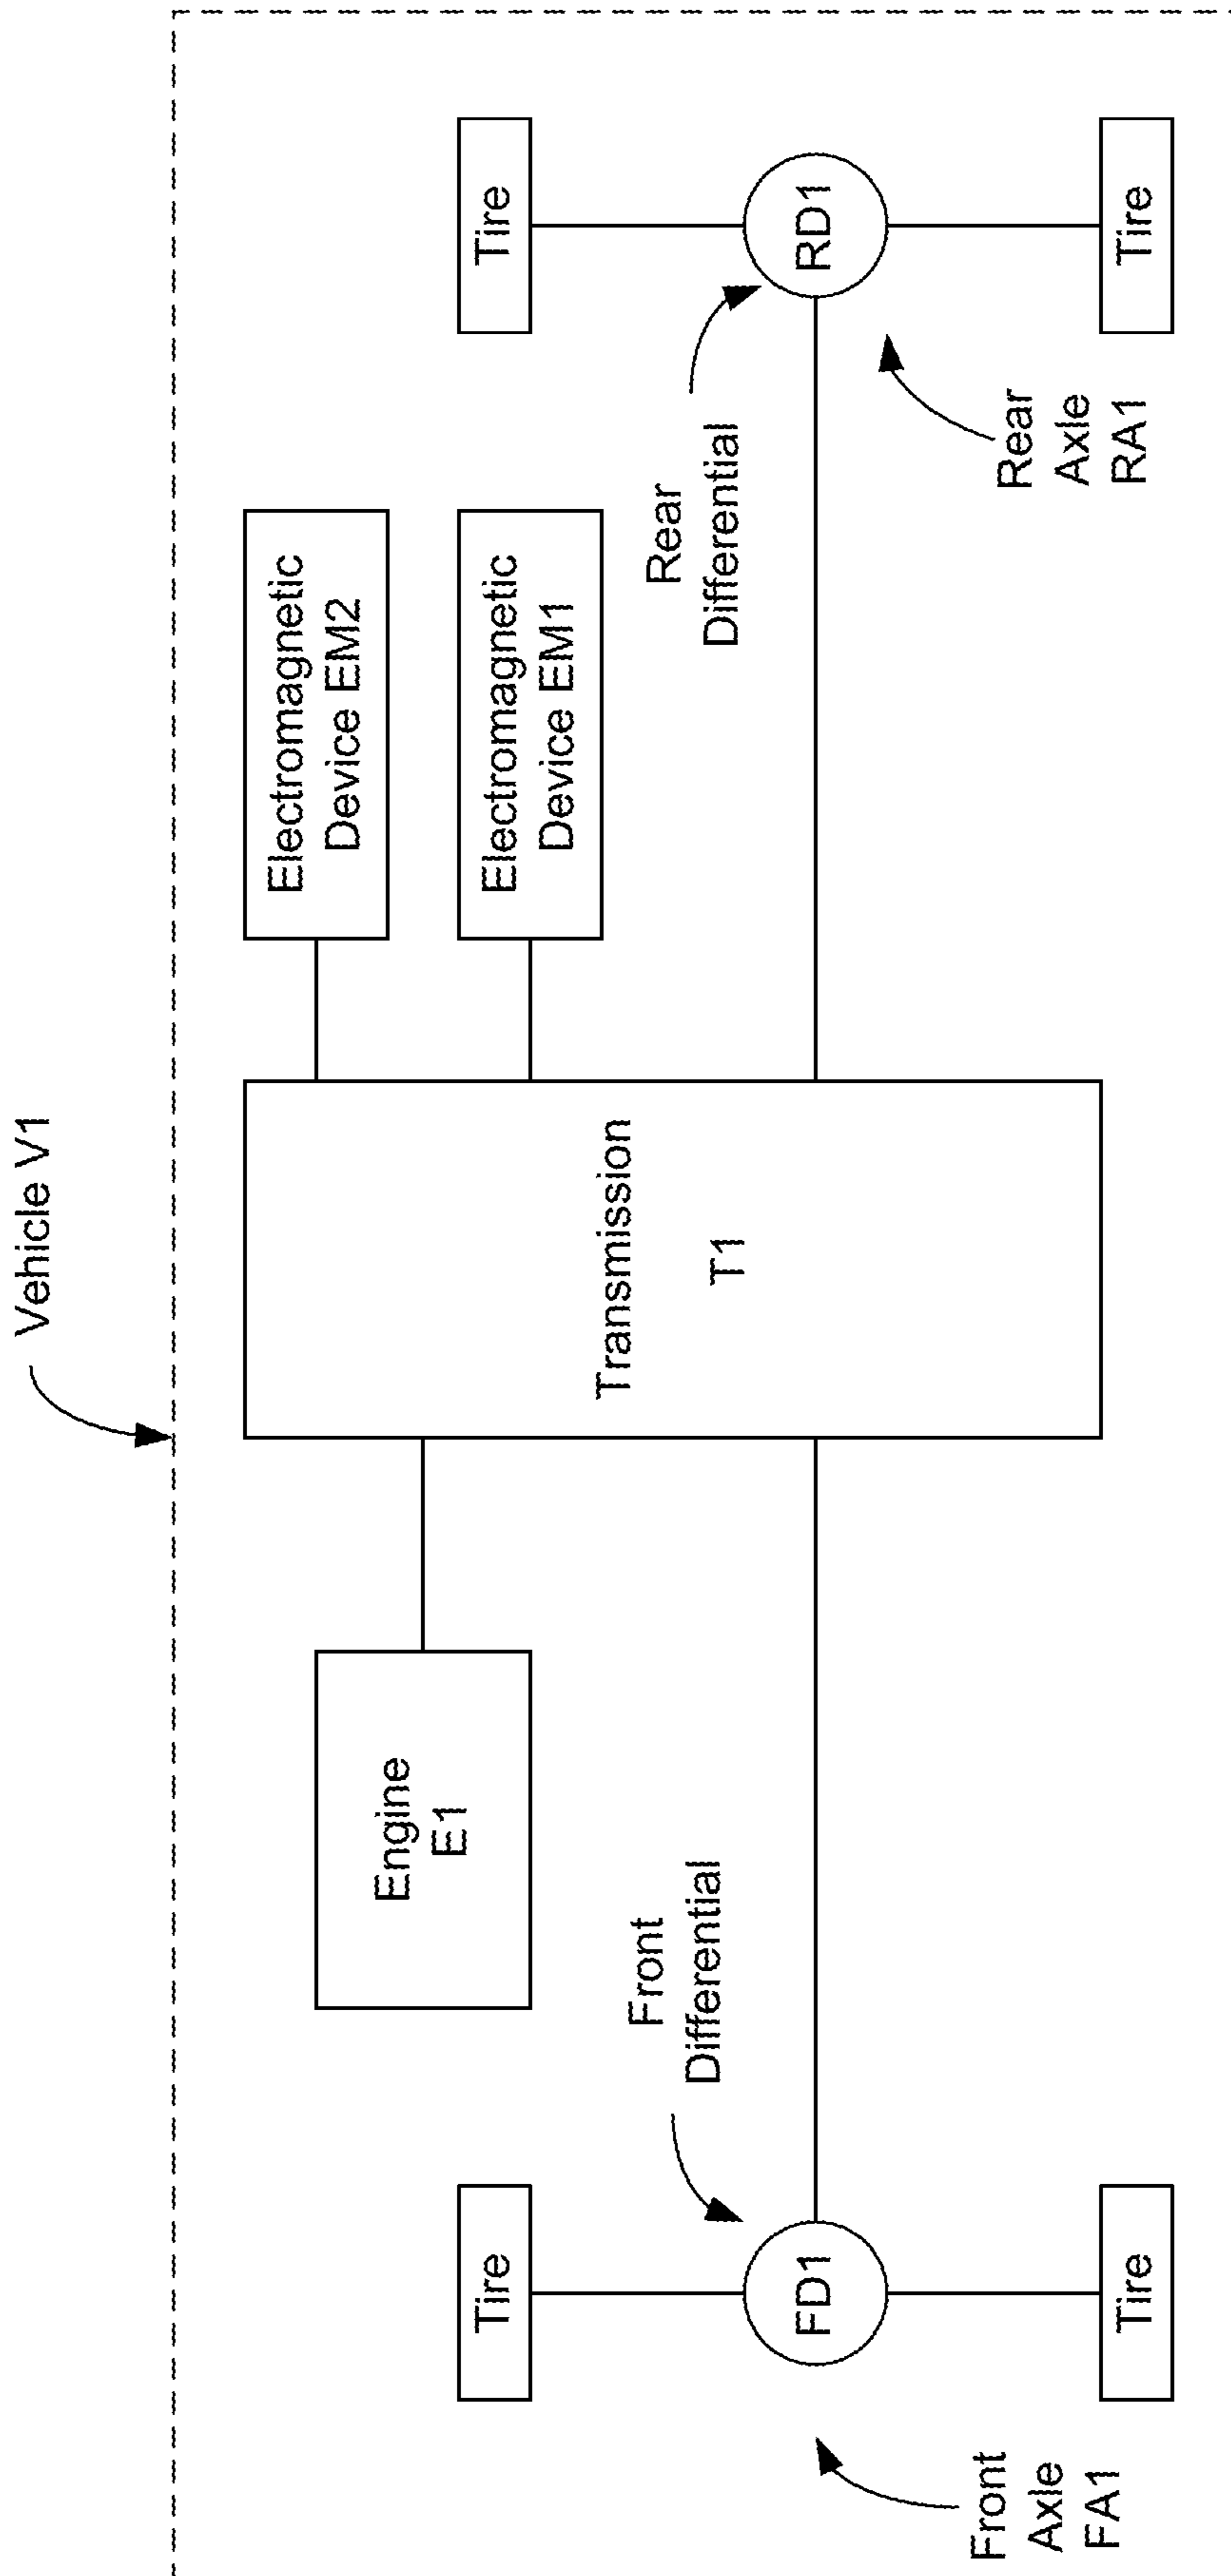 Vehicle V1
Engine
E1
Transmission
T1
Electromagnetic
Device EM2
Electromagnetic
Device EM1
Front
Differential
Rear
Differential
Tire
FD1
Tire
Front
Axle
FA1
Tire
RD1
Tire
Rear
Axle
RA1